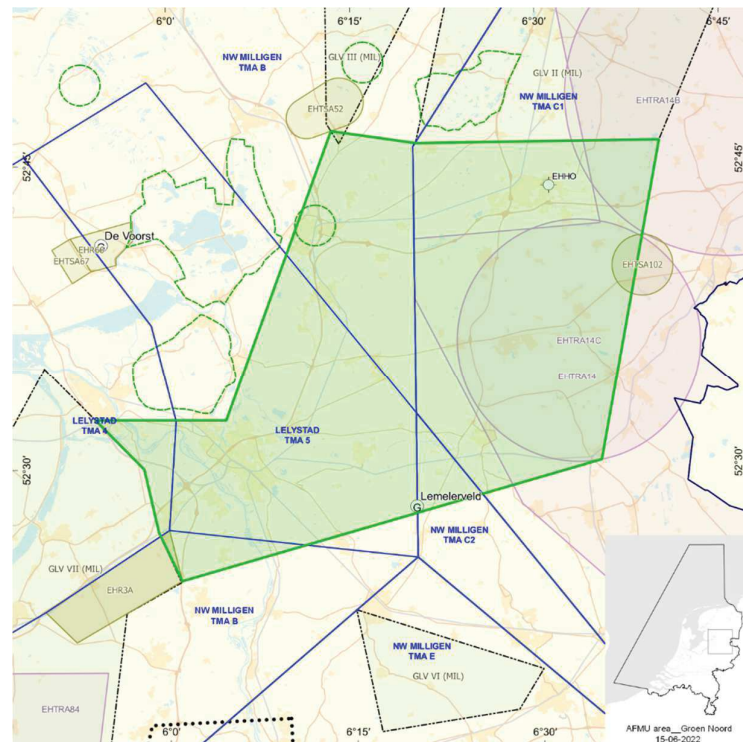 6°0'
6°15'
6°30'
6°45'
NW MILLIGEN
TMA B
GLV III (MIL)
GLV II (MIL)
NW MILLIGEN
TMA C1
EHTRA14B
EHTSA52
52°45'
52°45'
EHHO
De Voorst
EHTSA67
EHTSA102
EHTRA14C
EHTRA14
LELYSTAD
TMA 4
LELYSTAD
TMA 5
52°30'
52°30'
Lemelerveld
G
NW MILLIGEN
TMA C2
GLV VII (MIL)
EHR3A
NW MILLIGEN
TMA B
NW MILLIGEN
TMA E
GLV VI (MIL)
EHTRA84
6°0'
6°15'
6°30'
AFMU area__Groen Noord
15-06-2022